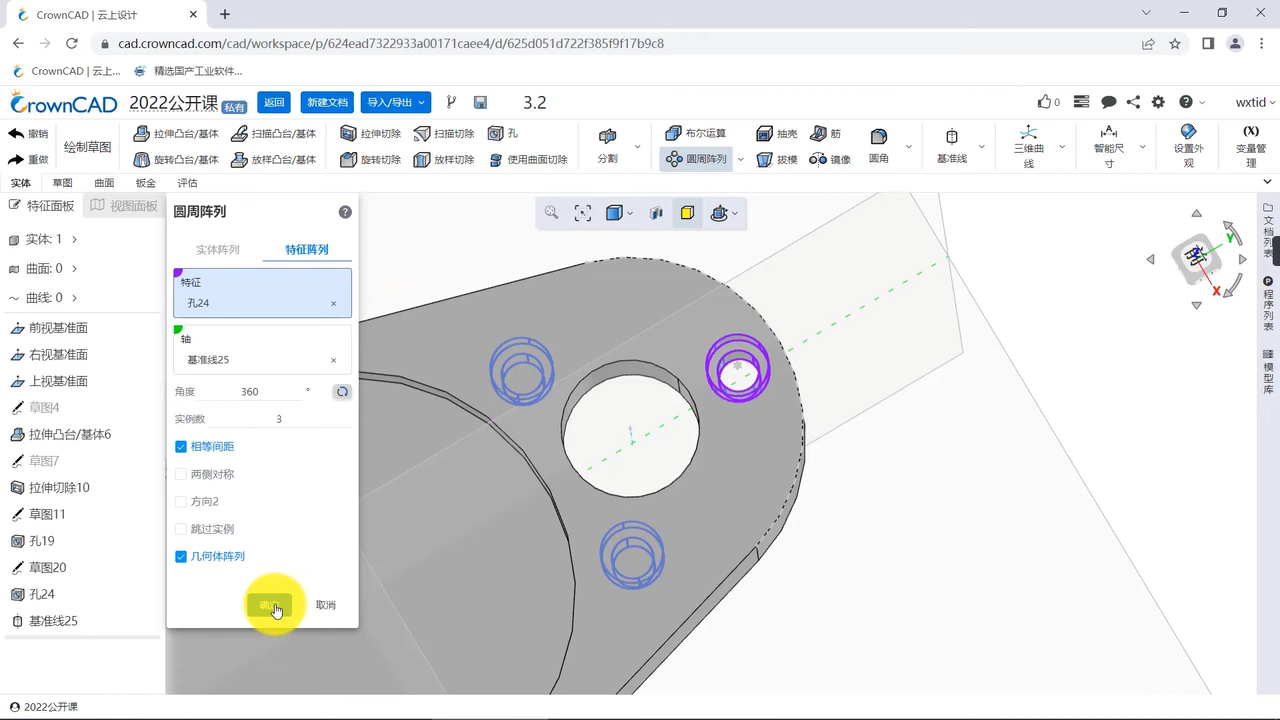 CrownCAD | 云上设计
cad.crowncad.com/cad/workspace/p/624ead7322933a00171caee4/d/625d051d722f385f9f17b9c8
CrownCAD | 云上...
精选国产工业软件...
CrownCAD
2022公开课
私有
返回
新建文档
导入/导出
3.2
0
wxtid
撤销
重做
绘制草图
拉伸凸台/基体
扫描凸台/基体
旋转凸台/基体
放样凸台/基体
拉伸切除
扫描切除
孔
旋转切除
放样切除
使用曲面切除
分割
布尔运算
圆周阵列
抽壳
筋
拔模
镜像
圆角
基准线
三维曲
线
智能尺
寸
设置外
观
(X)
变量管
理
实体
草图
曲面
钣金
评估
特征面板
视图面板
实体: 1
曲面: 0
曲线: 0
前视基准面
右视基准面
上视基准面
草图4
拉伸凸台/基体6
草图7
拉伸切除10
草图11
孔19
草图20
孔24
基准线25
圆周阵列
实体阵列
特征阵列
特征
孔24
轴
基准线25
角度
360
°
实例数
3
相等间距
两侧对称
方向2
跳过实例
几何体阵列
取消
Y
X
文档列表
程序列表
模型库
2022公开课